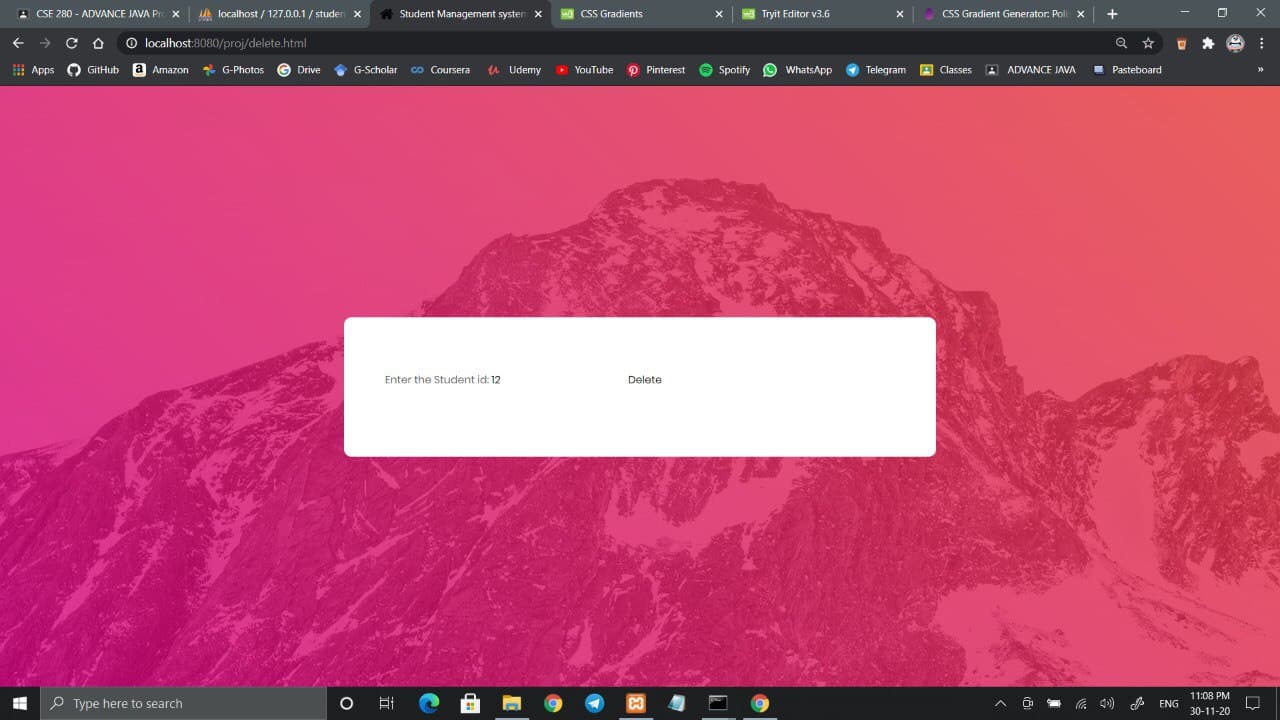 CSE 280 - ADVANCE JAVA Pr
localhost / 127.0.0.1 / studen
Student Management system
CSS Gradients
Tryit Editor v3.6
CSS Gradient Generator: Poli
localhost:8080/proj/delete.html
Apps GitHub Amazon G-Photos Drive G-Scholar Coursera Udemy YouTube Pinterest Spotify WhatsApp Telegram Classes ADVANCE JAVA Pasteboard »
Enter the Student id: 12 Delete
Type here to search
ENG
11:08 PM
30-11-20